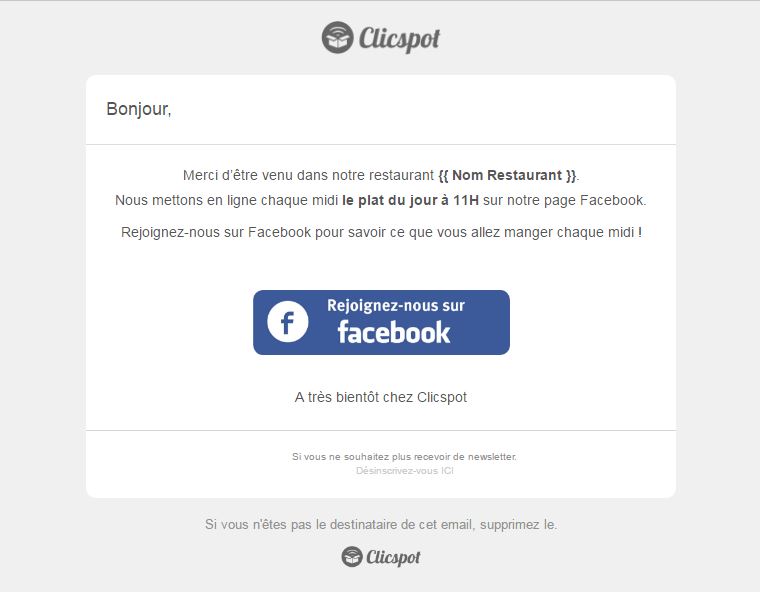 Clicspot
Bonjour,
Merci d'être venu dans notre restaurant {{ Nom Restaurant }}.
Nous mettons en ligne chaque midi le plat du jour à 11H sur notre page Facebook.
Rejoignez-nous sur Facebook pour savoir ce que vous allez manger chaque midi !
f
Rejoignez-nous sur
facebook
A très bientôt chez Clicspot
Si vous ne souhaitez plus recevoir de newsletter.
Désinscrivez-vous ICI
Si vous n'êtes pas le destinataire de cet email, supprimez le.
Clicspot